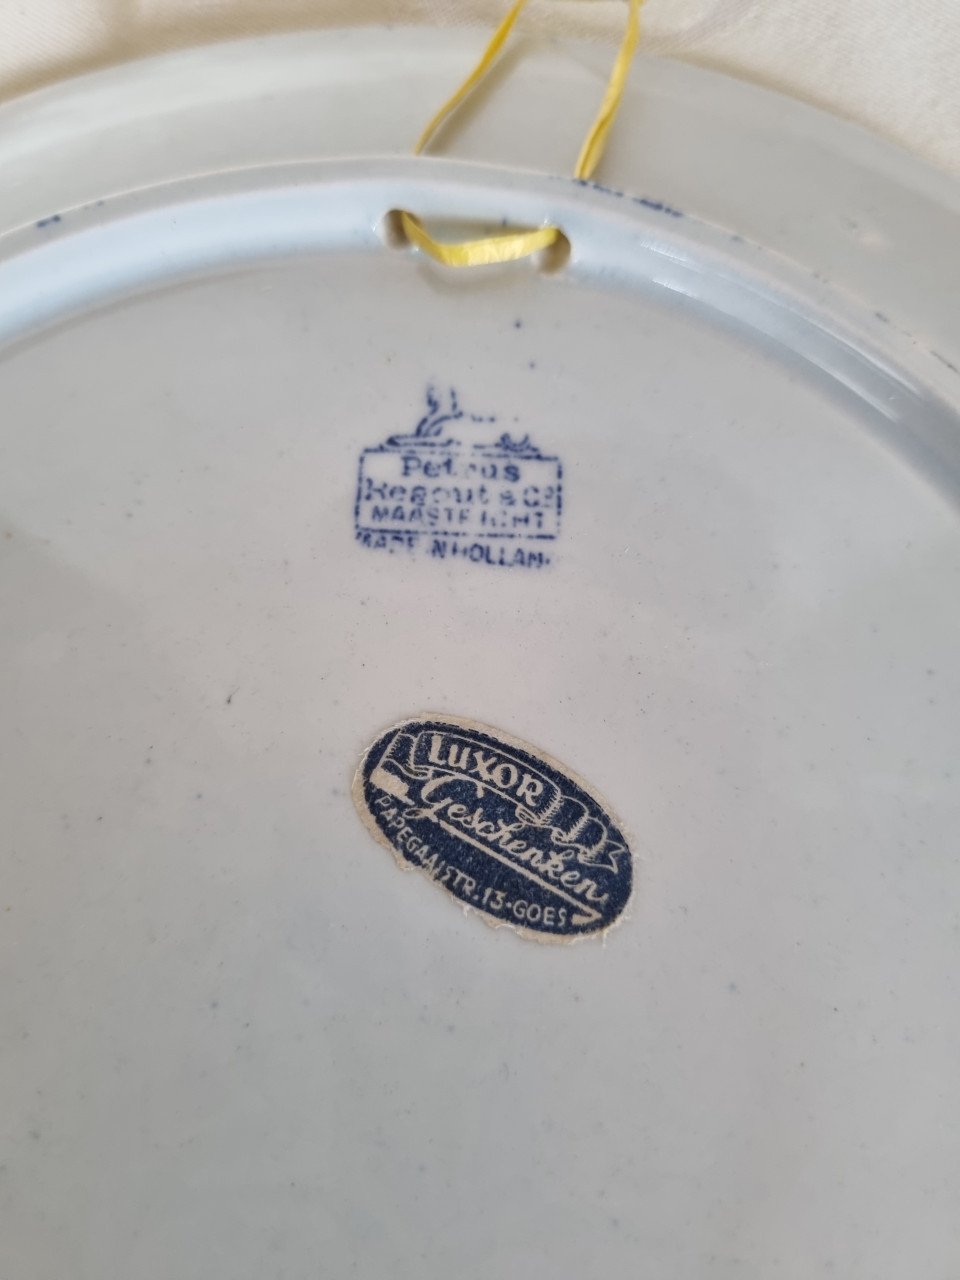 Petrus
Regout & Co
MAASTRICHT
MADE IN HOLLAND
LUXOR
Geschenken
PAPEGAAISTR. 13-GOES